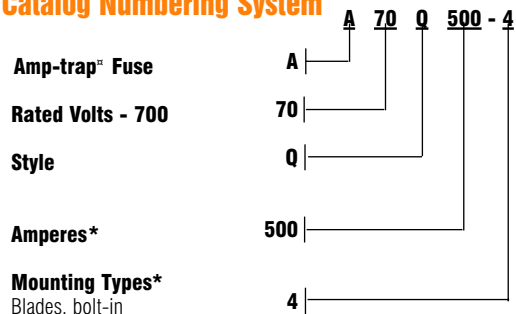 Catalog Numbering System
A 70 Q 500 - 4
Amp-trap¤ Fuse A
Rated Volts - 700 70
Style Q
Amperes* 500
Mounting Types*
Blades, bolt-in 4